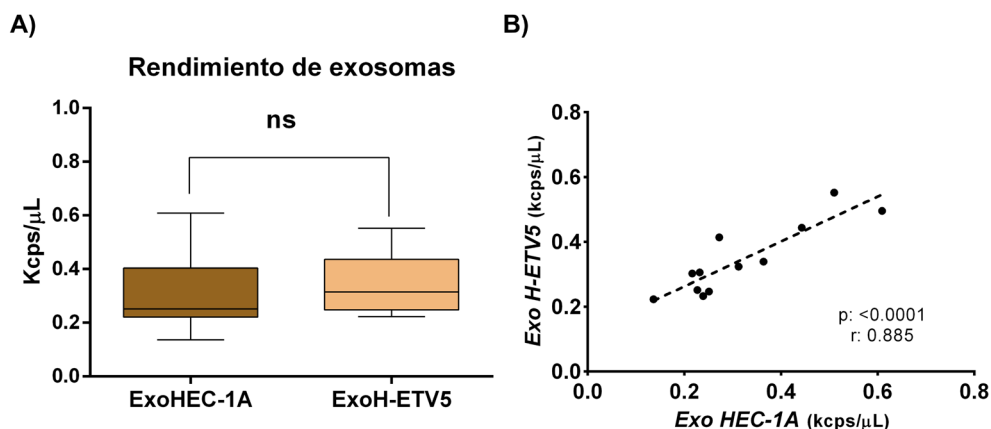 A)
Rendimiento de exosomas
ns
Kcps/μL
1.0
0.8
0.6
0.4
0.2
0.0
ExoHEC-1A
ExoH-ETV5
B)
Exo H-ETV5 (kcps/μL)
0.8
0.6
0.4
0.2
0.0
p: <0.0001
r: 0.885
0.0
0.2
0.4
0.6
0.8
Exo HEC-1A (kcps/μL)